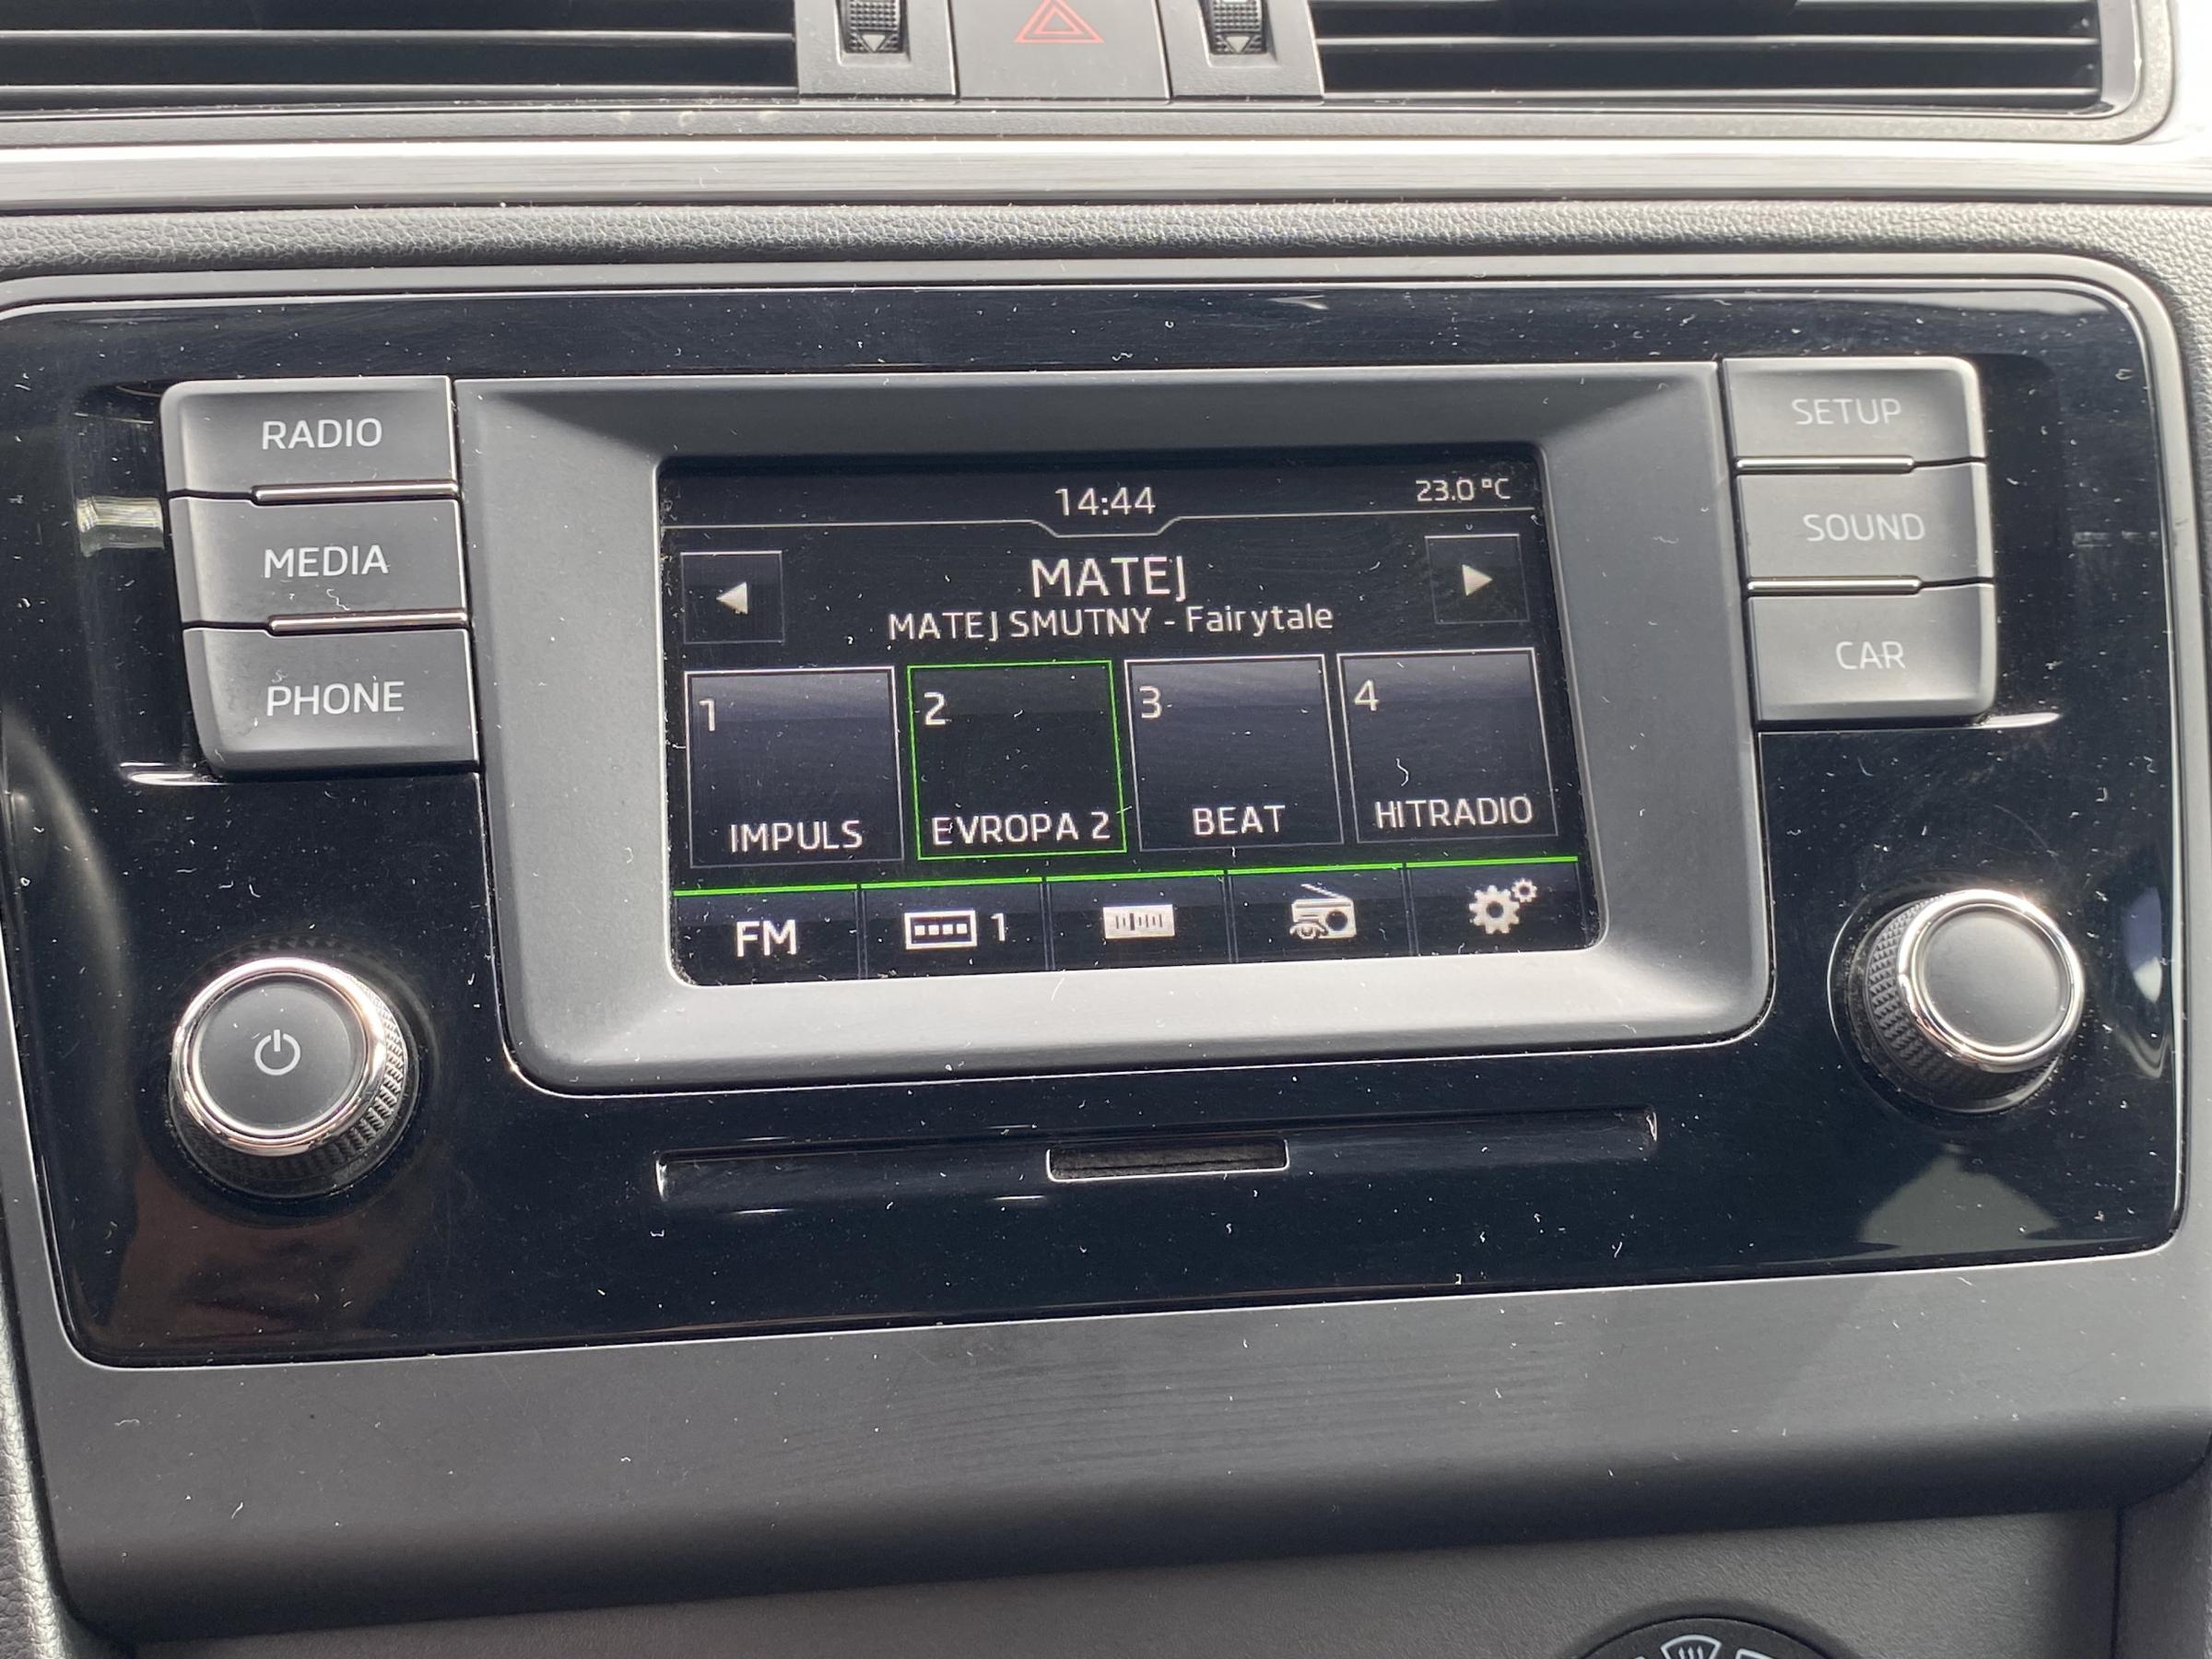 RADIO
MEDIA
PHONE
14:44
23.0 °C
MATEJ
MATEJ SMUTNY - Fairytale
1
IMPULS
2
EVROPA 2
3
BEAT
4
HITRADIO
FM
1
SETUP
SOUND
CAR